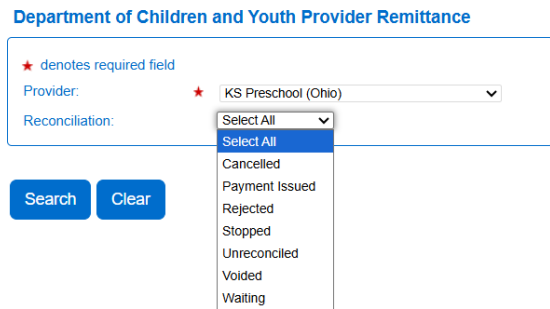 Department of Children and Youth Provider Remittance
★ denotes required field
Provider: ★ KS Preschool (Ohio)
Reconciliation: Select All
Select All
Cancelled
Payment Issued
Rejected
Stopped
Unreconciled
Voided
Waiting
Search Clear